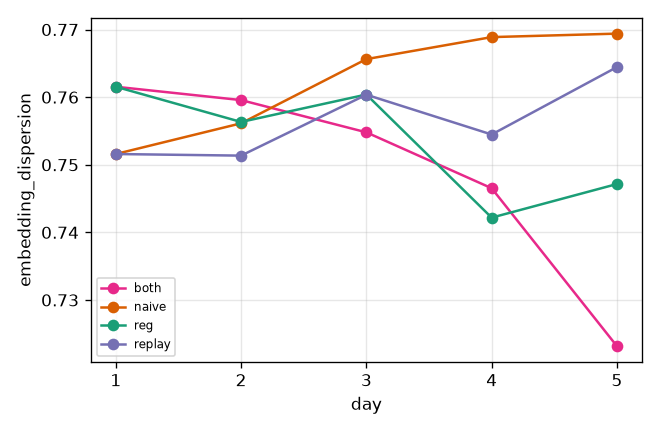 0.77
0.76
0.75
0.74
0.73
embedding_dispersion
both
naive
reg
replay
1 2 3 4 5
day